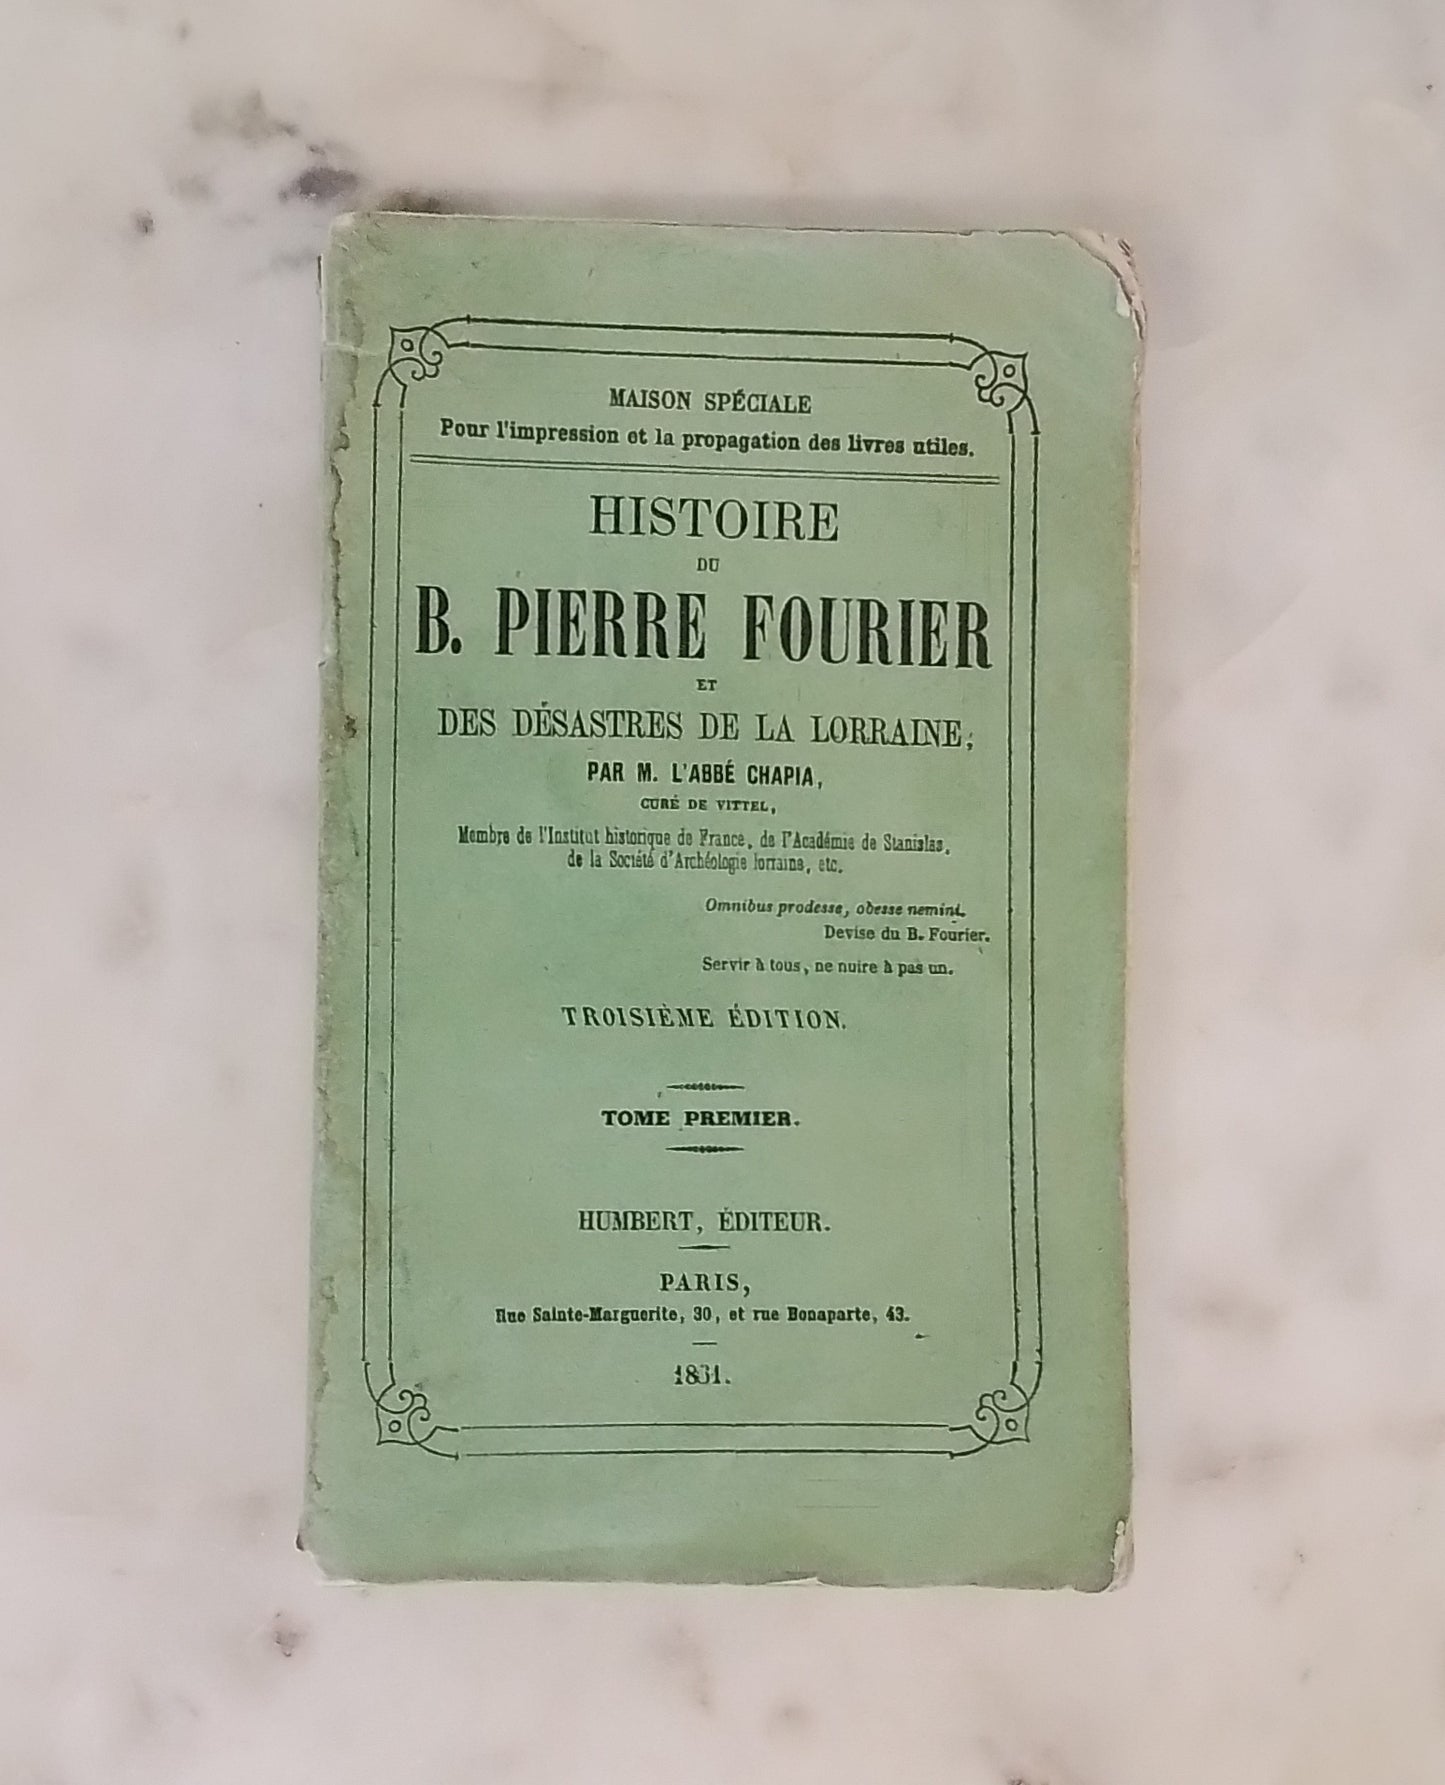 MAISON SPÉCIALE
Pour l'impression et la propagation des livres utiles.
HISTOIRE
DU
B. PIERRE FOURIER
ET
DES DÉSASTRES DE LA LORRAINE;
PAR M. L'ABBÉ CHAPIA,
CURÉ DE VITTEL,
Membre de l'Institut historique de France, de l'Académie de Stanislas,
de la Société d'Archéologie lorraine, etc.
Omnibus prodesse, obesse nemini.
Devise du B. Fourier.
Servir à tous, ne nuire à pas un.
TROISIÈME ÉDITION.
TOME PREMIER.
HUMBERT, ÉDITEUR.
PARIS,
Rue Sainte-Marguerite, 30, et rue Bonaparte, 43.